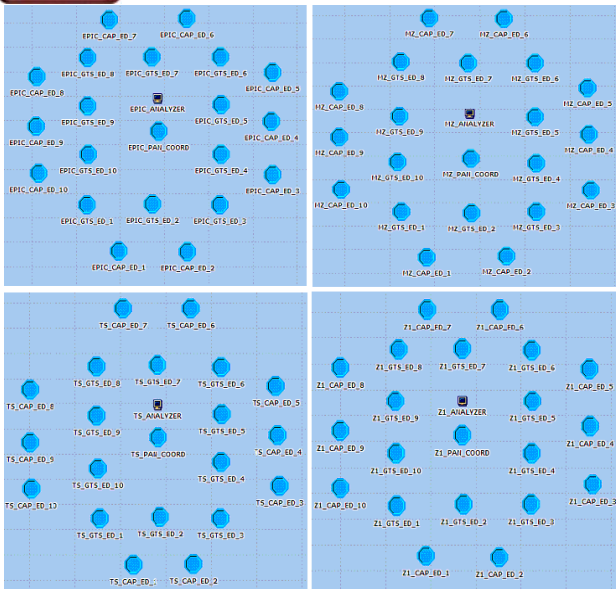 EPIC_CAP_ED_7
EPIC_CAP_ED_6
EPIC_GTS_ED_8
EPIC_GTS_ED_7
EPIC_GTS_ED_6
EPIC_CAP_ED_8
EPIC_CAP_ED_5
EPIC_ANALYZER
EPIC_GTS_ED_9
EPIC_GTS_ED_5
EPIC_CAP_ED_9
EPIC_PAN_COORD
EPIC_CAP_ED_4
EPIC_GTS_ED_10
EPIC_GTS_ED_4
EPIC_CAP_ED_10
EPIC_CAP_ED_3
EPIC_GTS_ED_1
EPIC_GTS_ED_2
EPIC_GTS_ED_3
EPIC_CAP_ED_1
EPIC_CAP_ED_2
MZ_CAP_ED_7
MZ_CAP_ED_6
MZ_GTS_ED_8
MZ_GTS_ED_7
MZ_GTS_ED_6
MZ_CAP_ED_8
MZ_CAP_ED_5
MZ_ANALYZER
MZ_GTS_ED_9
MZ_GTS_ED_5
MZ_CAP_ED_9
MZ_CAP_ED_4
MZ_GTS_ED_10
MZ_PAN_COORD
MZ_GTS_ED_4
MZ_CAP_ED_10
MZ_CAP_ED_3
MZ_GTS_ED_1
MZ_GTS_ED_2
MZ_GTS_ED_3
MZ_CAP_ED_1
MZ_CAP_ED_2
TS_CAP_ED_7
TS_CAP_ED_6
TS_GTS_ED_8
TS_GTS_ED_7
TS_GTS_ED_6
TS_CAP_ED_8
TS_CAP_ED_5
TS_ANALYZER
TS_GTS_ED_9
TS_GTS_ED_5
TS_CAP_ED_9
TS_PAN_COORD
TS_CAP_ED_4
TS_GTS_ED_10
TS_GTS_ED_4
TS_CAP_ED_10
TS_CAP_ED_3
TS_GTS_ED_1
TS_GTS_ED_2
TS_GTS_ED_3
TS_CAP_ED_1
TS_CAP_ED_2
Z1_CAP_ED_7
Z1_CAP_ED_6
Z1_GTS_ED_8
Z1_GTS_ED_7
Z1_GTS_ED_6
Z1_CAP_ED_8
Z1_CAP_ED_5
Z1_GTS_ED_9
Z1_ANALYZER
Z1_GTS_ED_5
Z1_CAP_ED_9
Z1_CAP_ED_4
Z1_GTS_ED_10
Z1_PAN_COORD
Z1_GTS_ED_4
Z1_CAP_ED_10
Z1_CAP_ED_3
Z1_GTS_ED_1
Z1_GTS_ED_2
Z1_GTS_ED_3
Z1_CAP_ED_1
Z1_CAP_ED_2